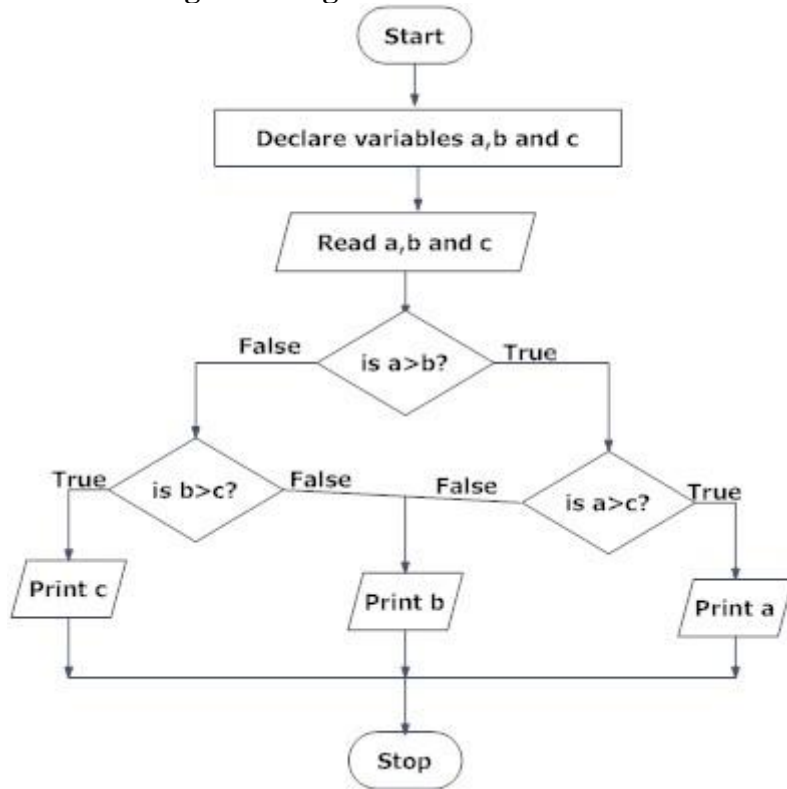 Start
Declare variables a,b and c
Read a,b and c
False
is a>b?
True
True
is b>c?
False
False
is a>c?
True
Print c
Print b
Print a
Stop